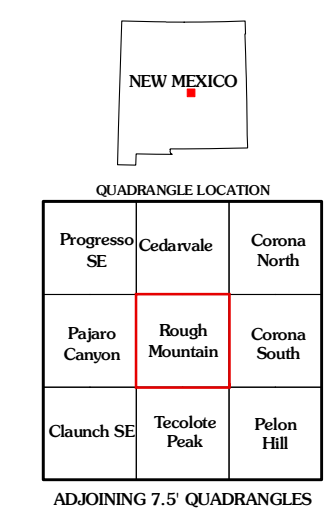 NEW MEXICO
QUADRANGLE LOCATION
Progresso
SE
Cedarvale
Corona
North
Pajaro
Canyon
Rough
Mountain
Corona
South
Claunch SE
Tecolote
Peak
Pelon
Hill
ADJOINING 7.5' QUADRANGLES